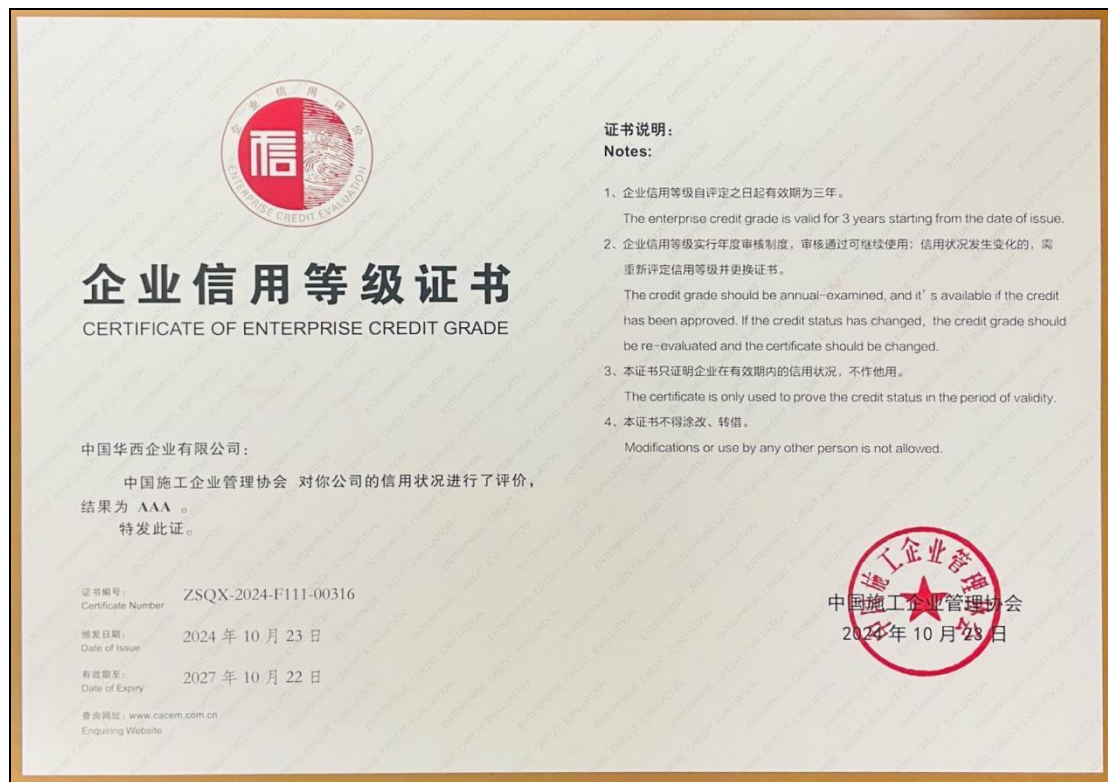 企业信用评价
信
ENTERPRISE CREDIT EVALUATION
企业信用等级证书
CERTIFICATE OF ENTERPRISE CREDIT GRADE
中国华西企业有限公司：
中国施工企业管理协会 对你公司的信用状况进行了评价，
结果为 AAA 。
特发此证。
证书编号：
Certificate Number
ZSQX-2024-F111-00316
颁发日期：
Date of Issue
2024 年 10 月 23 日
有效期至：
Date of Expiry
2027 年 10 月 22 日
查询网址：www.cacem.com.cn
Enquiring Website
证书说明：
Notes:
1、企业信用等级自评定之日起有效期为三年。
The enterprise credit grade is valid for 3 years starting from the date of issue.
2、企业信用等级实行年度审核制度，审核通过可继续使用；信用状况发生变化的，需
重新评定信用等级并更换证书。
The credit grade should be annual-examined, and it' s available if the credit
has been approved. If the credit status has changed, the credit grade should
be re-evaluated and the certificate should be changed.
3、本证书只证明企业在有效期内的信用状况，不作他用。
The certificate is only used to prove the credit status in the period of validity.
4、本证书不得涂改、转借。
Modifications or use by any other person is not allowed.
中国施工企业管理协会
中国施工企业管理协会
2024 年 10 月 23 日